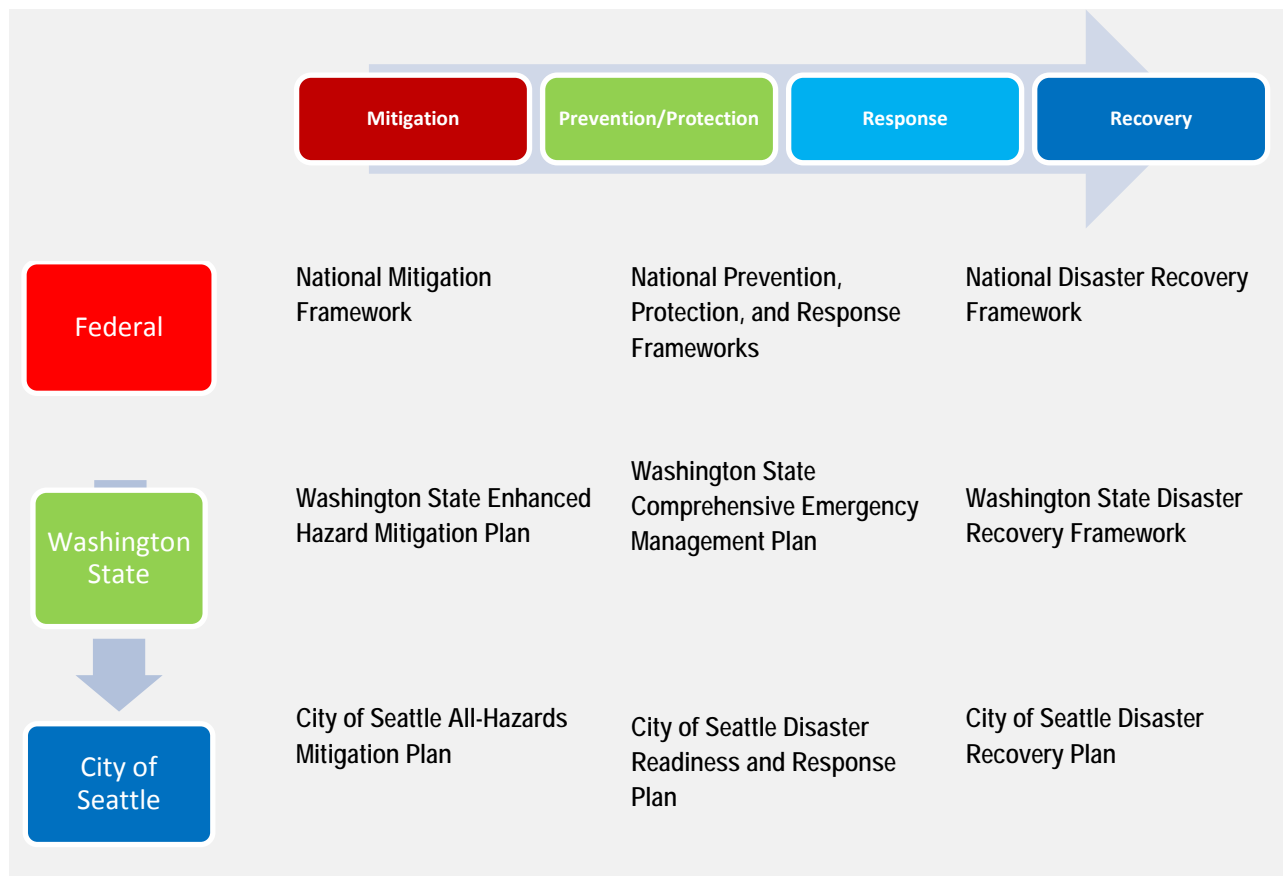 Mitigation
Prevention/Protection
Response
Recovery
Federal
National Mitigation
Framework
National Prevention,
Protection, and Response
Frameworks
National Disaster Recovery
Framework
Washington
State
Washington State Enhanced
Hazard Mitigation Plan
Washington State
Comprehensive Emergency
Management Plan
Washington State Disaster
Recovery Framework
City of
Seattle
City of Seattle All-Hazards
Mitigation Plan
City of Seattle Disaster
Readiness and Response
Plan
City of Seattle Disaster
Recovery Plan